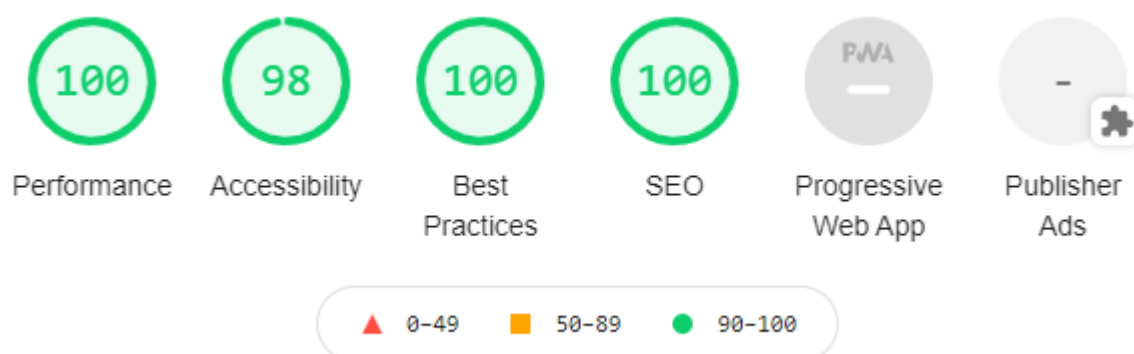 100
98
100
100
PWA
-
Performance
Accessibility
Best
Practices
SEO
Progressive
Web App
Publisher
Ads
0–49
50–89
90–100